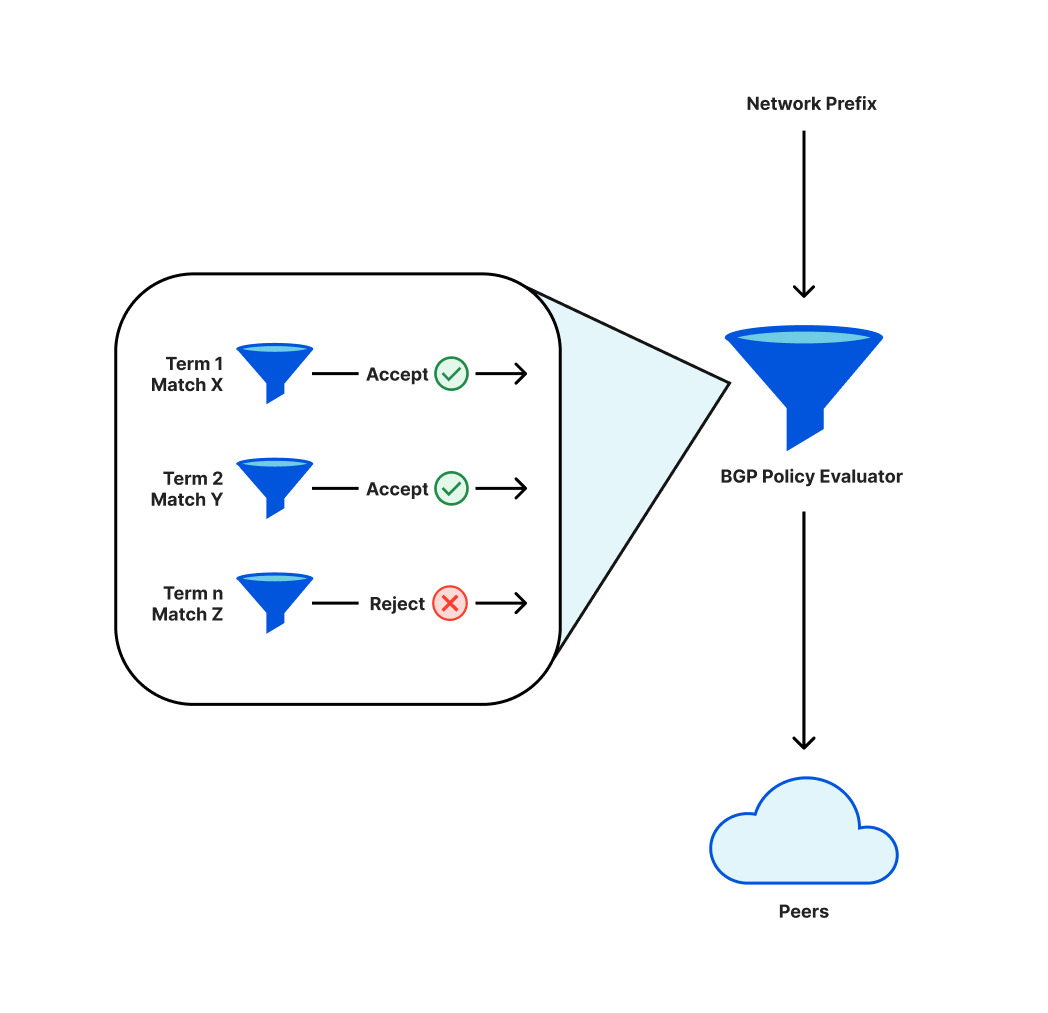 Network Prefix
Term 1
Match X
Accept
Term 2
Match Y
Accept
BGP Policy Evaluator
Term n
Match Z
Reject
Peers